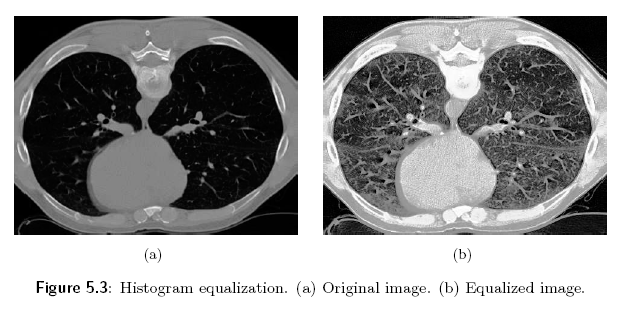 (a)
(b)
Figure 5.3: Histogram equalization. (a) Original image. (b) Equalized image.